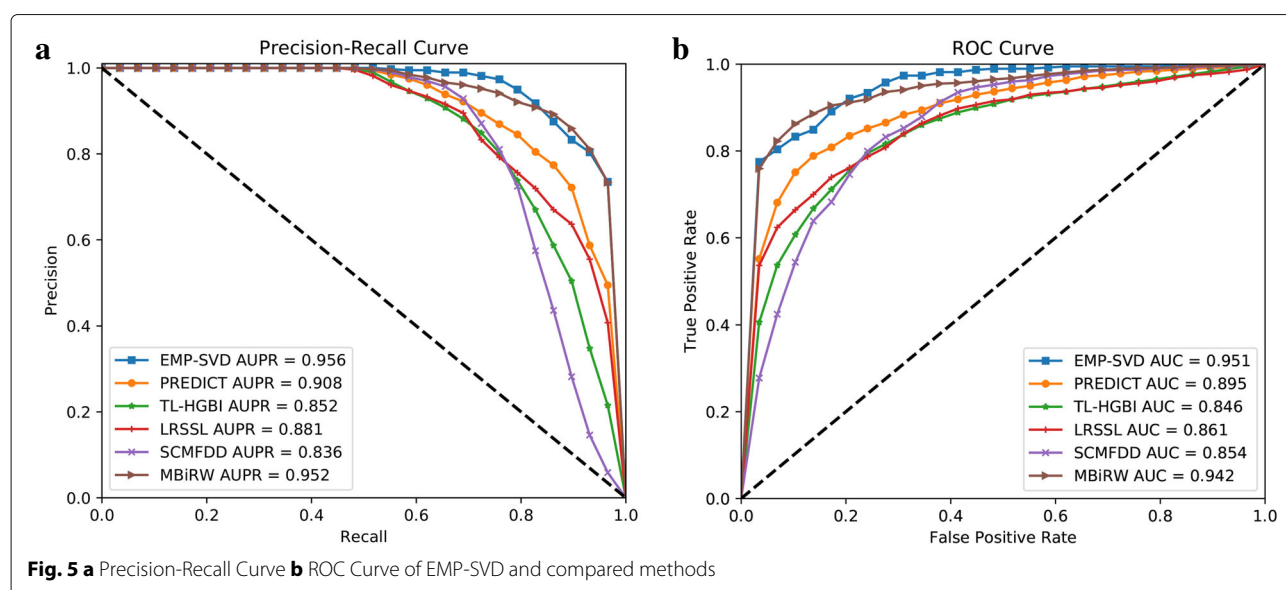 a
Precision-Recall Curve
1.0
0.8
0.6
0.4
0.2
0.0
Precision
EMP-SVD AUPR = 0.956
PREDICT AUPR = 0.908
TL-HGBI AUPR = 0.852
LRSSL AUPR = 0.881
SCMFDD AUPR = 0.836
MBiRW AUPR = 0.952
0.0 0.2 0.4 0.6 0.8 1.0
Recall
b
ROC Curve
1.0
0.8
0.6
0.4
0.2
0.0
True Positive Rate
EMP-SVD AUC = 0.951
PREDICT AUC = 0.895
TL-HGBI AUC = 0.846
LRSSL AUC = 0.861
SCMFDD AUC = 0.854
MBiRW AUC = 0.942
0.0 0.2 0.4 0.6 0.8 1.0
False Positive Rate
Fig. 5 a Precision-Recall Curve b ROC Curve of EMP-SVD and compared methods